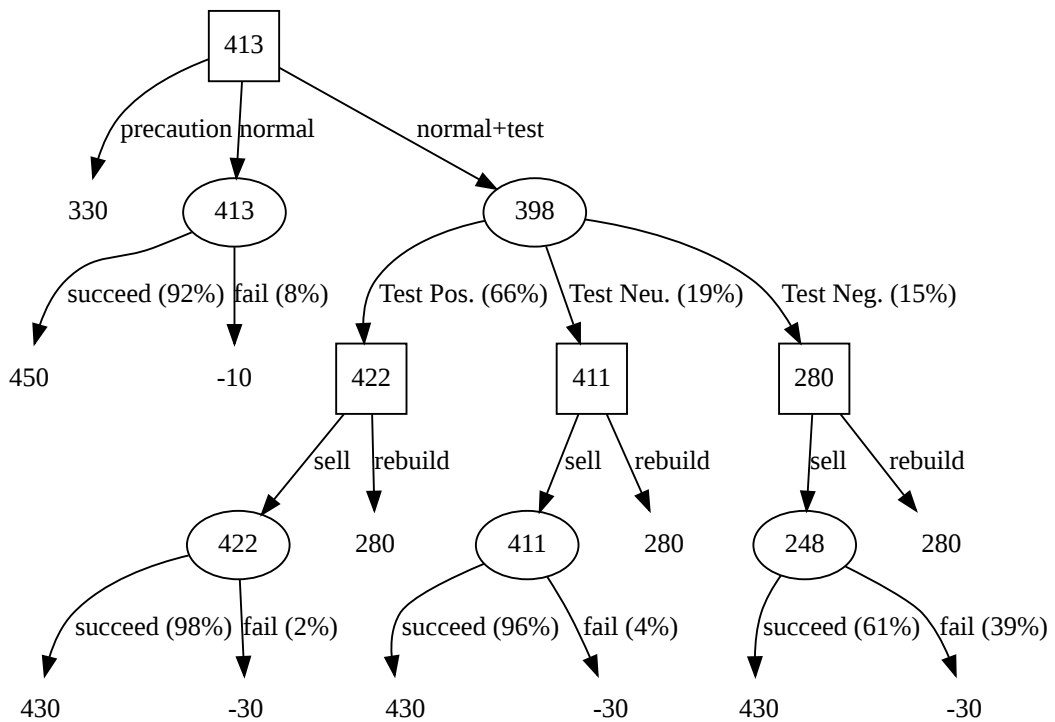 413
precaution normal normal+test
330 413 398
succeed (92%) fail (8%) Test Pos. (66%) Test Neu. (19%) Test Neg. (15%)
450 -10 422 411 280
sell rebuild sell rebuild sell rebuild
422 280 411 280 248 280
succeed (98%) fail (2%) succeed (96%) fail (4%) succeed (61%) fail (39%)
430 -30 430 -30 430 -30